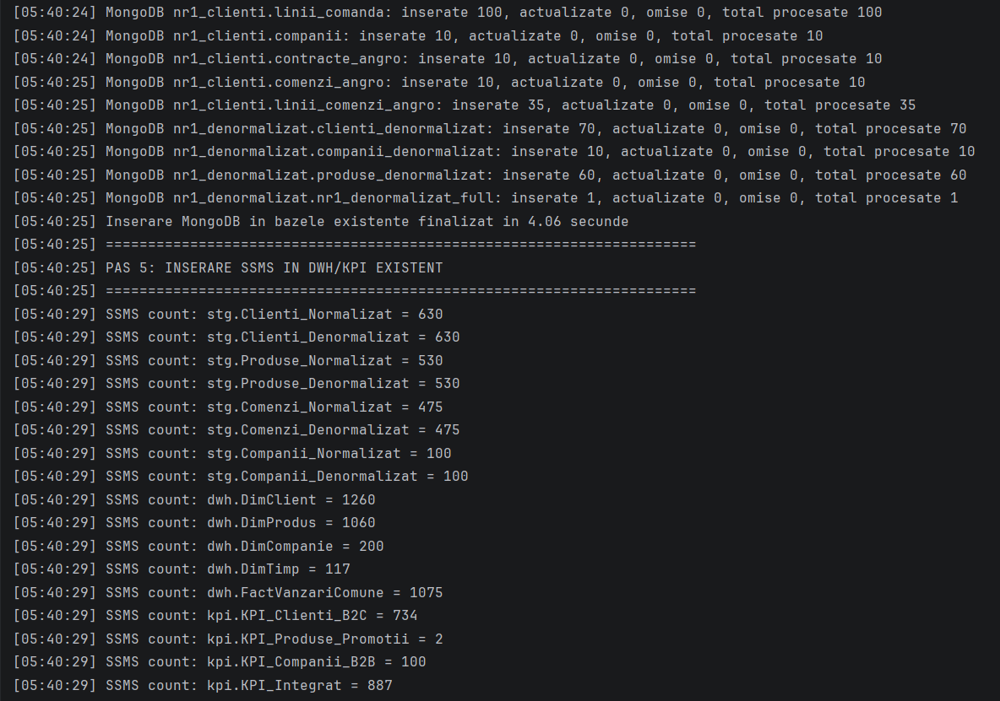 [05:40:24] MongoDB nr1_clienti.linii_comanda: inserate 100, actualizate 0, omise 0, total procesate 100
[05:40:24] MongoDB nr1_clienti.companii: inserate 10, actualizate 0, omise 0, total procesate 10
[05:40:24] MongoDB nr1_clienti.contracte_angro: inserate 10, actualizate 0, omise 0, total procesate 10
[05:40:25] MongoDB nr1_clienti.comenzi_angro: inserate 10, actualizate 0, omise 0, total procesate 10
[05:40:25] MongoDB nr1_clienti.linii_comenzi_angro: inserate 35, actualizate 0, omise 0, total procesate 35
[05:40:25] MongoDB nr1_denormalizat.clienti_denormalizat: inserate 70, actualizate 0, omise 0, total procesate 70
[05:40:25] MongoDB nr1_denormalizat.companii_denormalizat: inserate 10, actualizate 0, omise 0, total procesate 10
[05:40:25] MongoDB nr1_denormalizat.produse_denormalizat: inserate 60, actualizate 0, omise 0, total procesate 60
[05:40:25] MongoDB nr1_denormalizat.nr1_denormalizat_full: inserate 1, actualizate 0, omise 0, total procesate 1
[05:40:25] Inserare MongoDB in bazele existente finalizat in 4.06 secunde
[05:40:25] ======================================================================
[05:40:25] PAS 5: INSERARE SSMS IN DWH/KPI EXISTENT
[05:40:25] ======================================================================
[05:40:29] SSMS count: stg.Clienti_Normalizat = 630
[05:40:29] SSMS count: stg.Clienti_Denormalizat = 630
[05:40:29] SSMS count: stg.Produse_Normalizat = 530
[05:40:29] SSMS count: stg.Produse_Denormalizat = 530
[05:40:29] SSMS count: stg.Comenzi_Normalizat = 475
[05:40:29] SSMS count: stg.Comenzi_Denormalizat = 475
[05:40:29] SSMS count: stg.Companii_Normalizat = 100
[05:40:29] SSMS count: stg.Companii_Denormalizat = 100
[05:40:29] SSMS count: dwh.DimClient = 1260
[05:40:29] SSMS count: dwh.DimProdus = 1060
[05:40:29] SSMS count: dwh.DimCompanie = 200
[05:40:29] SSMS count: dwh.DimTimp = 117
[05:40:29] SSMS count: dwh.FactVanzariComune = 1075
[05:40:29] SSMS count: kpi.KPI_Clienti_B2C = 734
[05:40:29] SSMS count: kpi.KPI_Produse_Promotii = 2
[05:40:29] SSMS count: kpi.KPI_Companii_B2B = 100
[05:40:29] SSMS count: kpi.KPI_Integrat = 887